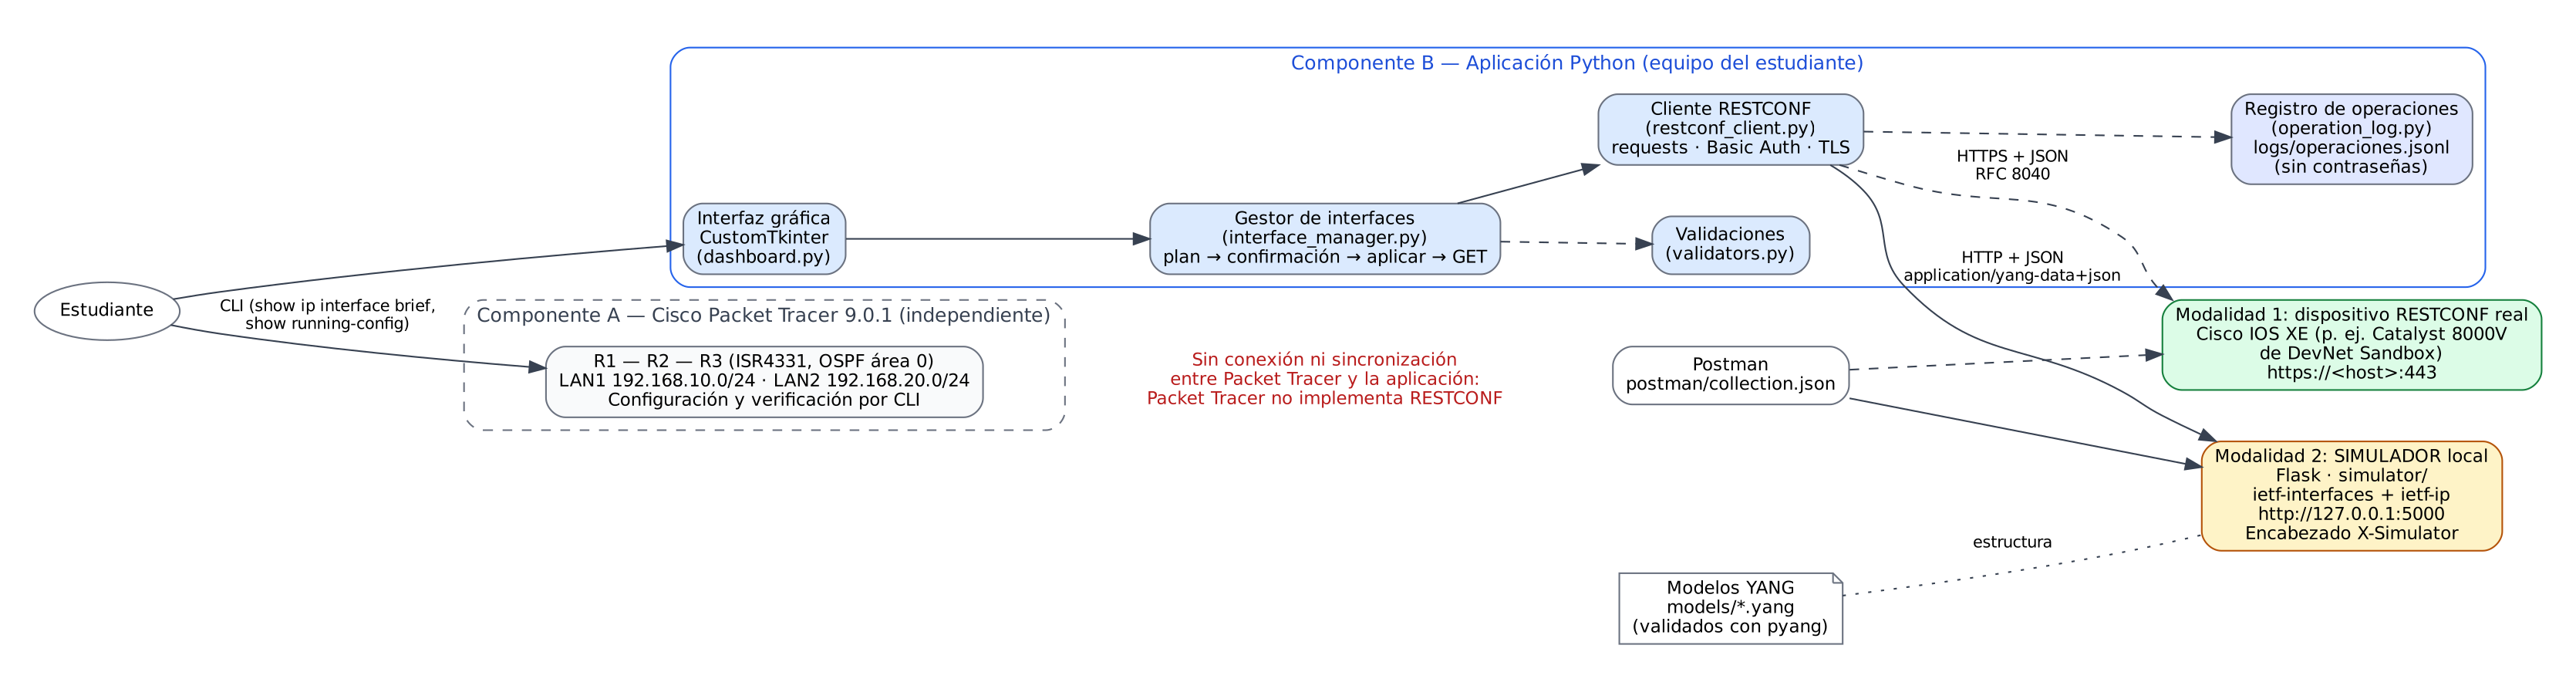 Componente B — Aplicación Python (equipo del estudiante)
Cliente RESTCONF
(restconf_client.py)
requests · Basic Auth · TLS
Registro de operaciones
(operation_log.py)
logs/operaciones.jsonl
(sin contraseñas)
HTTPS + JSON
RFC 8040
Interfaz gráfica
CustomTkinter
(dashboard.py)
Gestor de interfaces
(interface_manager.py)
plan → confirmación → aplicar → GET
Validaciones
(validators.py)
HTTP + JSON
application/yang-data+json
Estudiante
CLI (show ip interface brief,
show running-config)
Componente A — Cisco Packet Tracer 9.0.1 (independiente)
R1 — R2 — R3 (ISR4331, OSPF área 0)
LAN1 192.168.10.0/24 · LAN2 192.168.20.0/24
Configuración y verificación por CLI
Sin conexión ni sincronización
entre Packet Tracer y la aplicación:
Packet Tracer no implementa RESTCONF
Postman
postman/collection.json
Modalidad 1: dispositivo RESTCONF real
Cisco IOS XE (p. ej. Catalyst 8000V
de DevNet Sandbox)
https://<host>:443
Modalidad 2: SIMULADOR local
Flask · simulator/
ietf-interfaces + ietf-ip
http://127.0.0.1:5000
Encabezado X-Simulator
estructura
Modelos YANG
models/*.yang
(validados con pyang)